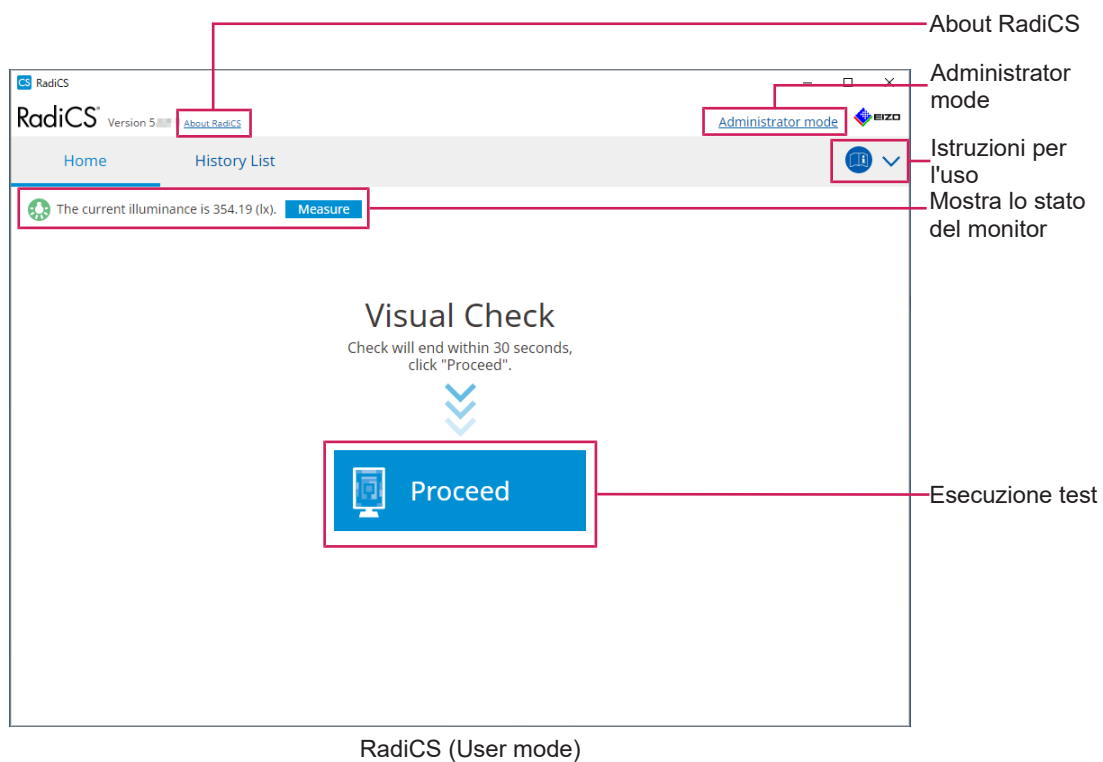 About RadiCS
Administrator
mode
Istruzioni per
l'uso
Mostra lo stato
del monitor
Esecuzione test
CS RadiCS
RadiCS® Version 5. About RadiCS
Administrator mode EIZO
Home History List
The current illuminance is 354.19 (lx). Measure
Visual Check
Check will end within 30 seconds,
click "Proceed".
Proceed
RadiCS (User mode)